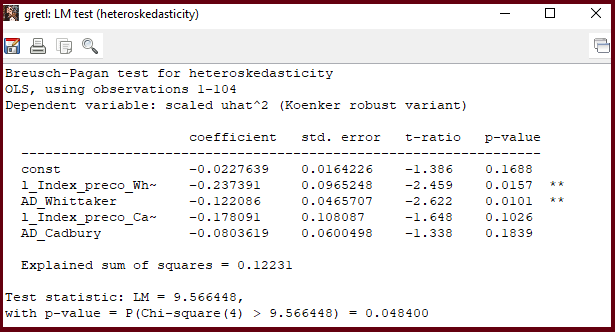 gretl: LM test (heteroskedasticity)
Breusch-Pagan test for heteroskedasticity
OLS, using observations 1-104
Dependent variable: scaled uhat^2 (Koenker robust variant)
coefficient std. error t-ratio p-value
const -0.0227639 0.0164226 -1.386 0.1688
l_Index_preco_Wh~ -0.237391 0.0965248 -2.459 0.0157 **
AD_Whittaker -0.122086 0.0465707 -2.622 0.0101 **
l_Index_preco_Ca~ -0.178091 0.108087 -1.648 0.1026
AD_Cadbury -0.0803619 0.0600498 -1.338 0.1839
Explained sum of squares = 0.12231
Test statistic: LM = 9.566448,
with p-value = P(Chi-square(4) > 9.566448) = 0.048400